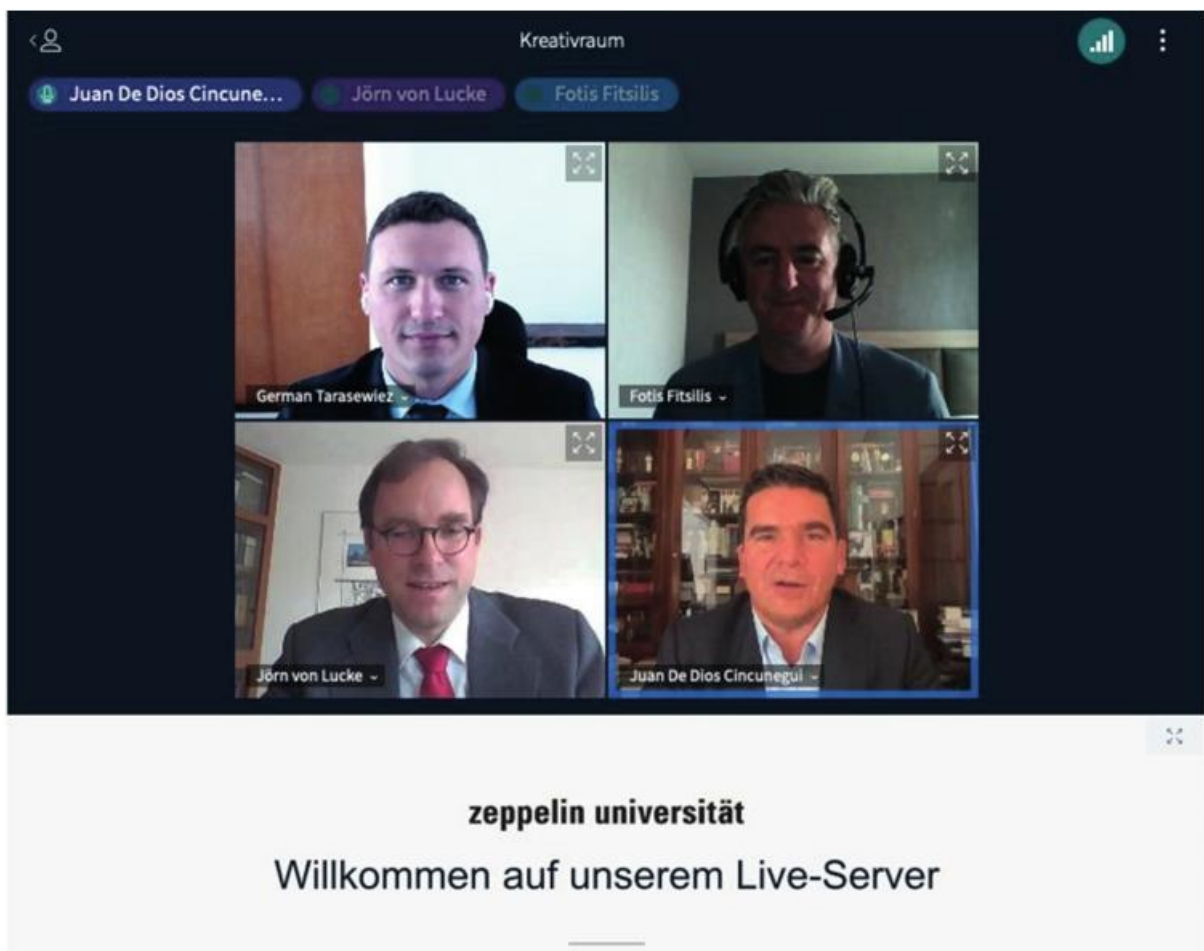 Kreativraum
Juan De Dios Cincune...
Jörn von Lucke
Fotis Fitsilis
German Tarasewiez
Fotis Fitsilis
Jörn von Lucke
Juan De Dios Cincunegui
zeppelin universität
Willkommen auf unserem Live-Server